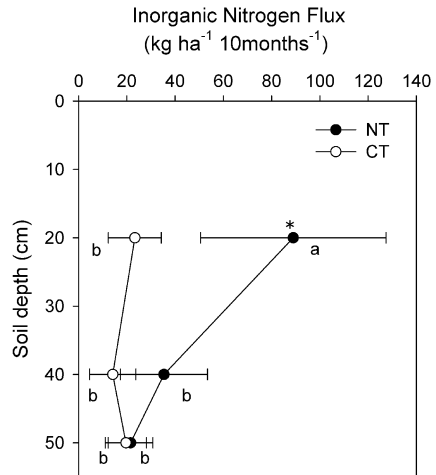 Inorganic Nitrogen Flux
(kg ha⁻¹ 10months⁻¹)
0 20 40 60 80 100 120 140
0
NT
CT
10
*
20
b
a
30
Soil depth (cm)
40
b
b
50
b
b